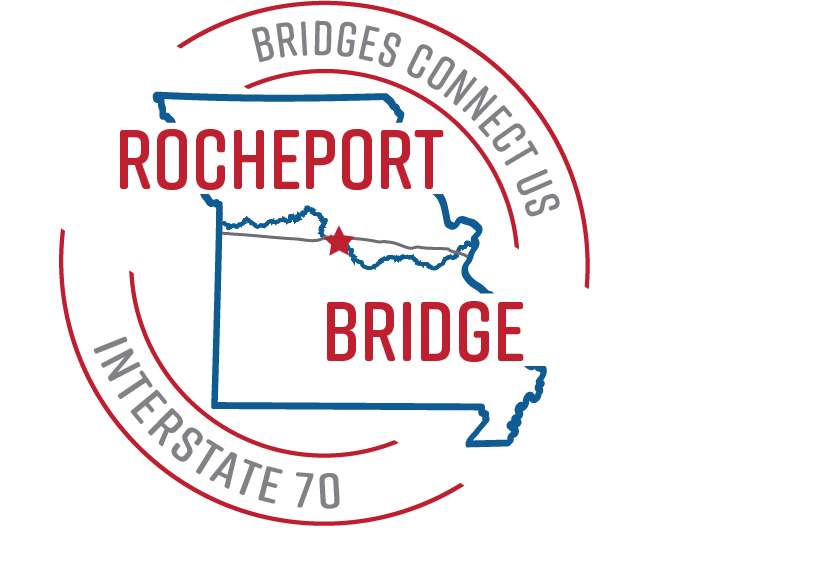 BRIDGES CONNECT US
ROCHEPORT
BRIDGE
INTERSTATE 70